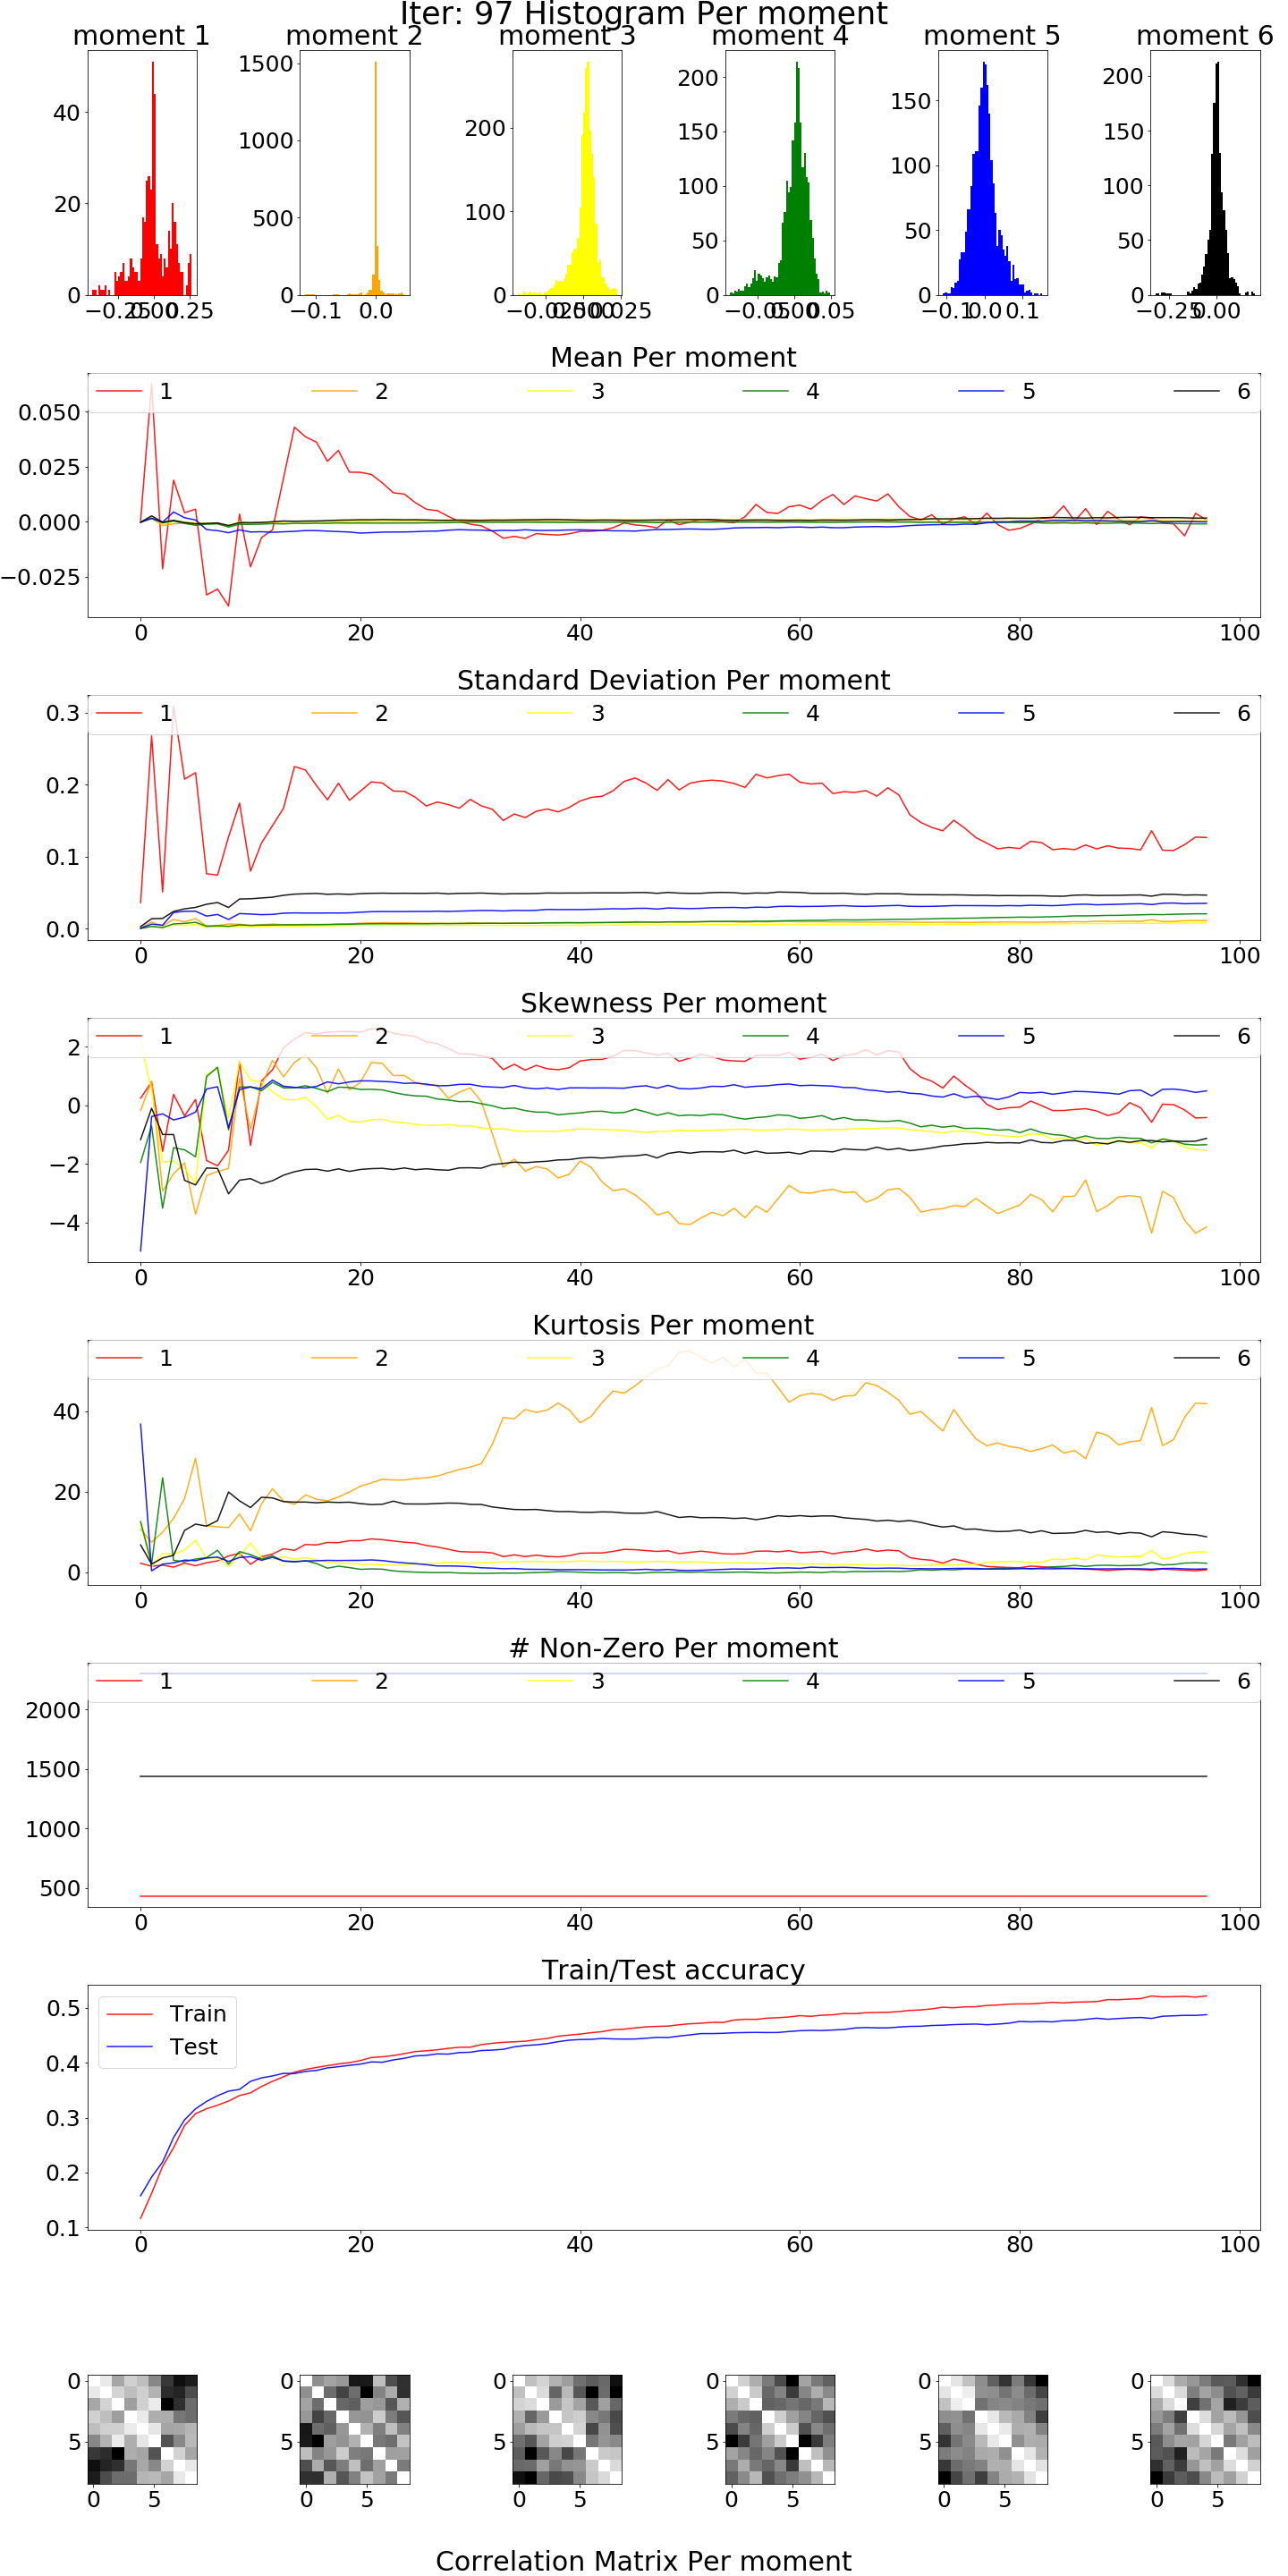 Iter: 97 Histogram Per moment
moment 1 moment 2 moment 3 moment 4 moment 5 moment 6
40
20
0
−0.25 0.00 0.25
1500
1000
500
0
−0.1 0.0
200
100
0
−0.025 0.000 0.025
200
150
100
50
0
−0.05 0.00 0.05
150
100
50
0
−0.1 0.0 0.1
200
150
100
50
0
−0.25 0.00
Mean Per moment
1 2 3 4 5 6
0.050
0.025
0.000
−0.025
0 20 40 60 80 100
Standard Deviation Per moment
1 2 3 4 5 6
0.3
0.2
0.1
0.0
0 20 40 60 80 100
Skewness Per moment
1 2 3 4 5 6
2
0
−2
−4
0 20 40 60 80 100
Kurtosis Per moment
1 2 3 4 5 6
40
20
0
0 20 40 60 80 100
# Non-Zero Per moment
1 2 3 4 5 6
2000
1500
1000
500
0 20 40 60 80 100
Train/Test accuracy
Train
Test
0.5
0.4
0.3
0.2
0.1
0 20 40 60 80 100
0
5
0 5
0
5
0 5
0
5
0 5
0
5
0 5
0
5
0 5
0
5
0 5
Correlation Matrix Per moment